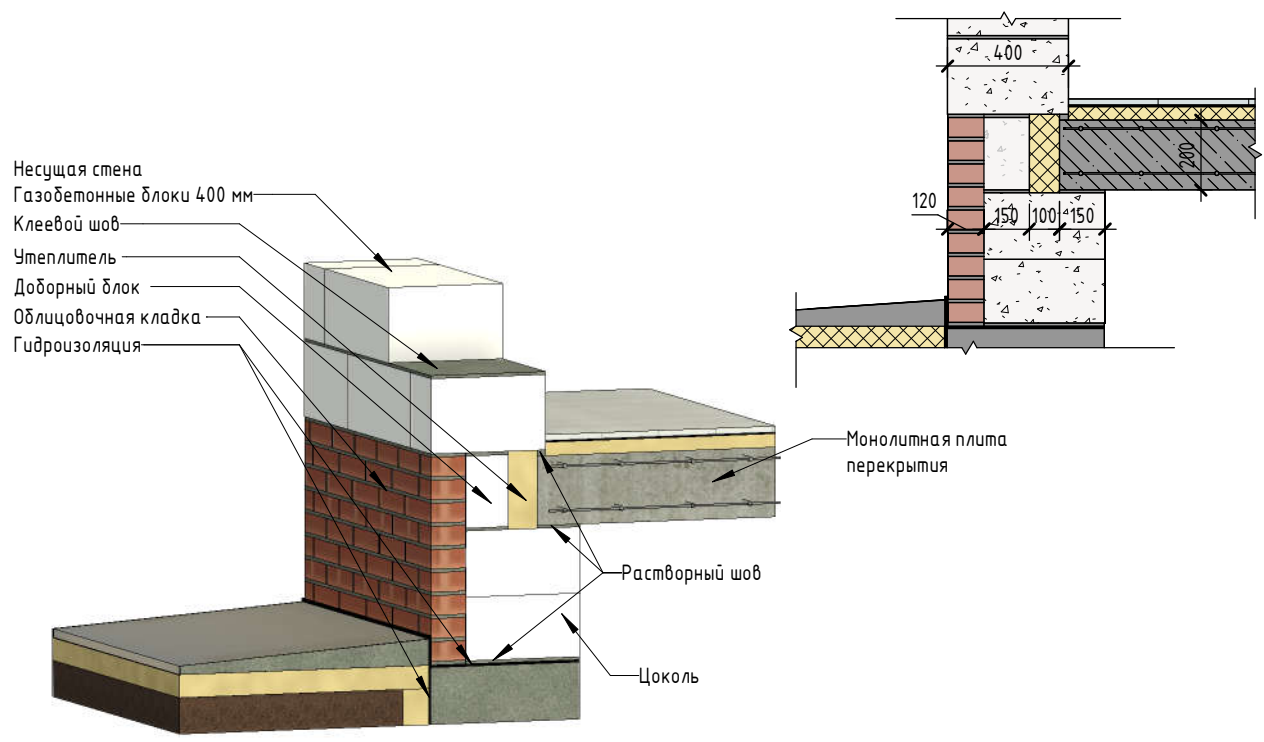 400
200
120
150
100
150
Несущая стена
Газобетонные блоки 400 мм
Клеевой шов
Утеплитель
Доборный блок
Облицовочная кладка
Гидроизоляция
Монолитная плита
перекрытия
Растворный шов
Цоколь